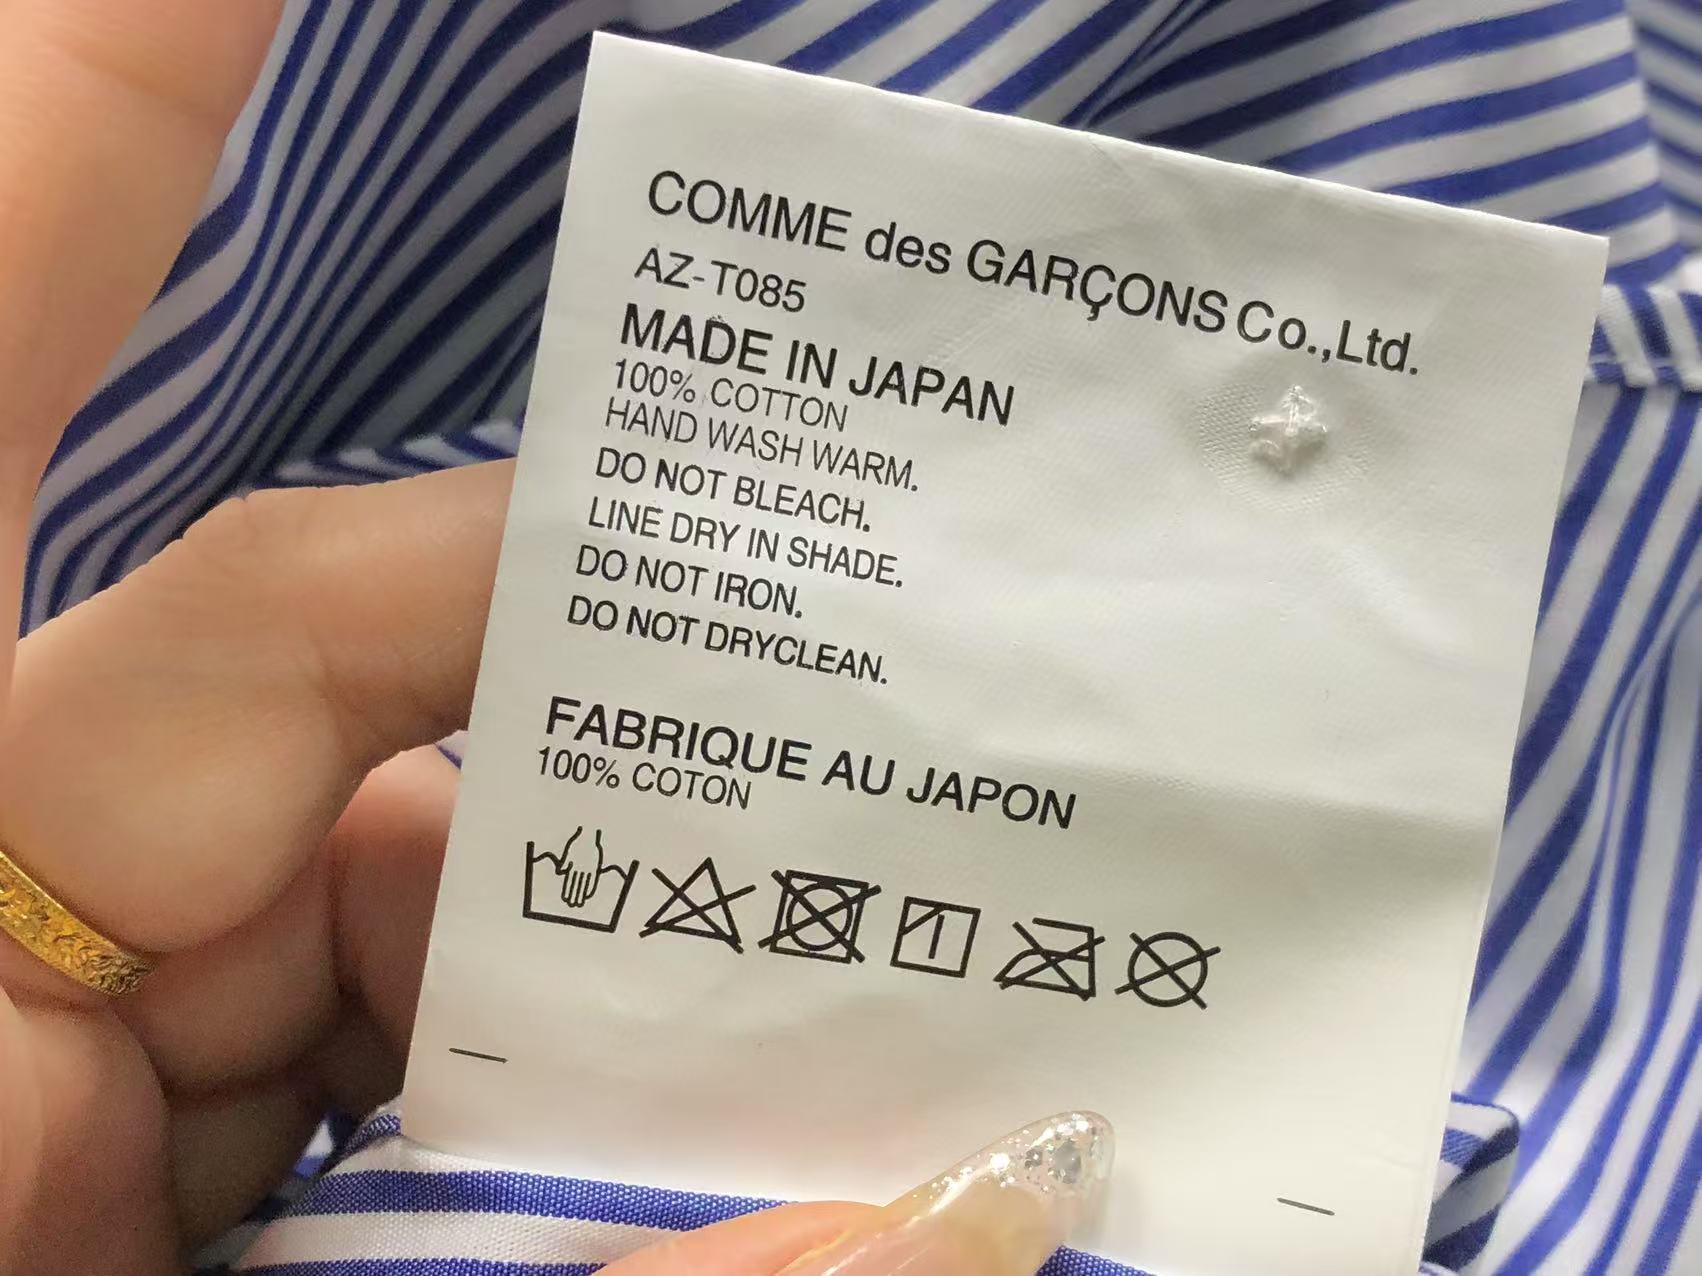 COMME des GARÇONS Co.,Ltd.
AZ-T085
MADE IN JAPAN
100% COTTON
HAND WASH WARM.
DO NOT BLEACH.
LINE DRY IN SHADE.
DO NOT IRON.
DO NOT DRYCLEAN.
FABRIQUE AU JAPON
100% COTON